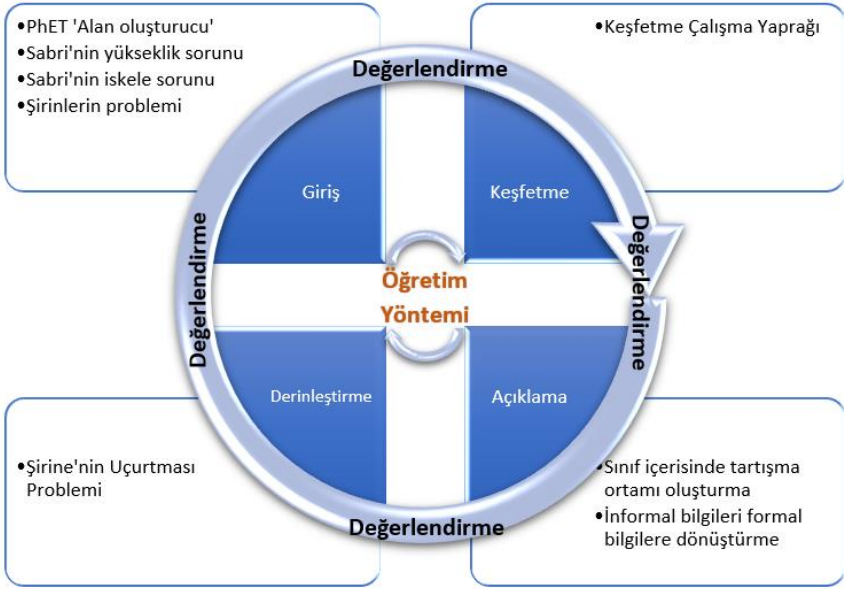 •PhET 'Alan oluşturucu'
•Sabri'nin yükseklik sorunu
•Sabri'nin iskele sorunu
•Şirinlerin problemi
•Keşfetme Çalışma Yaprağı
Değerlendirme
Giriş
Keşfetme
Değerlendirme
Değerlendirme
Öğretim
Yöntemi
Derinleştirme
Açıklama
•Şirine'nin Uçurtması
Problemi
•Sınıf içerisinde tartışma
ortamı oluşturma
•İnformal bilgileri formal
bilgilere dönüştürme
Değerlendirme